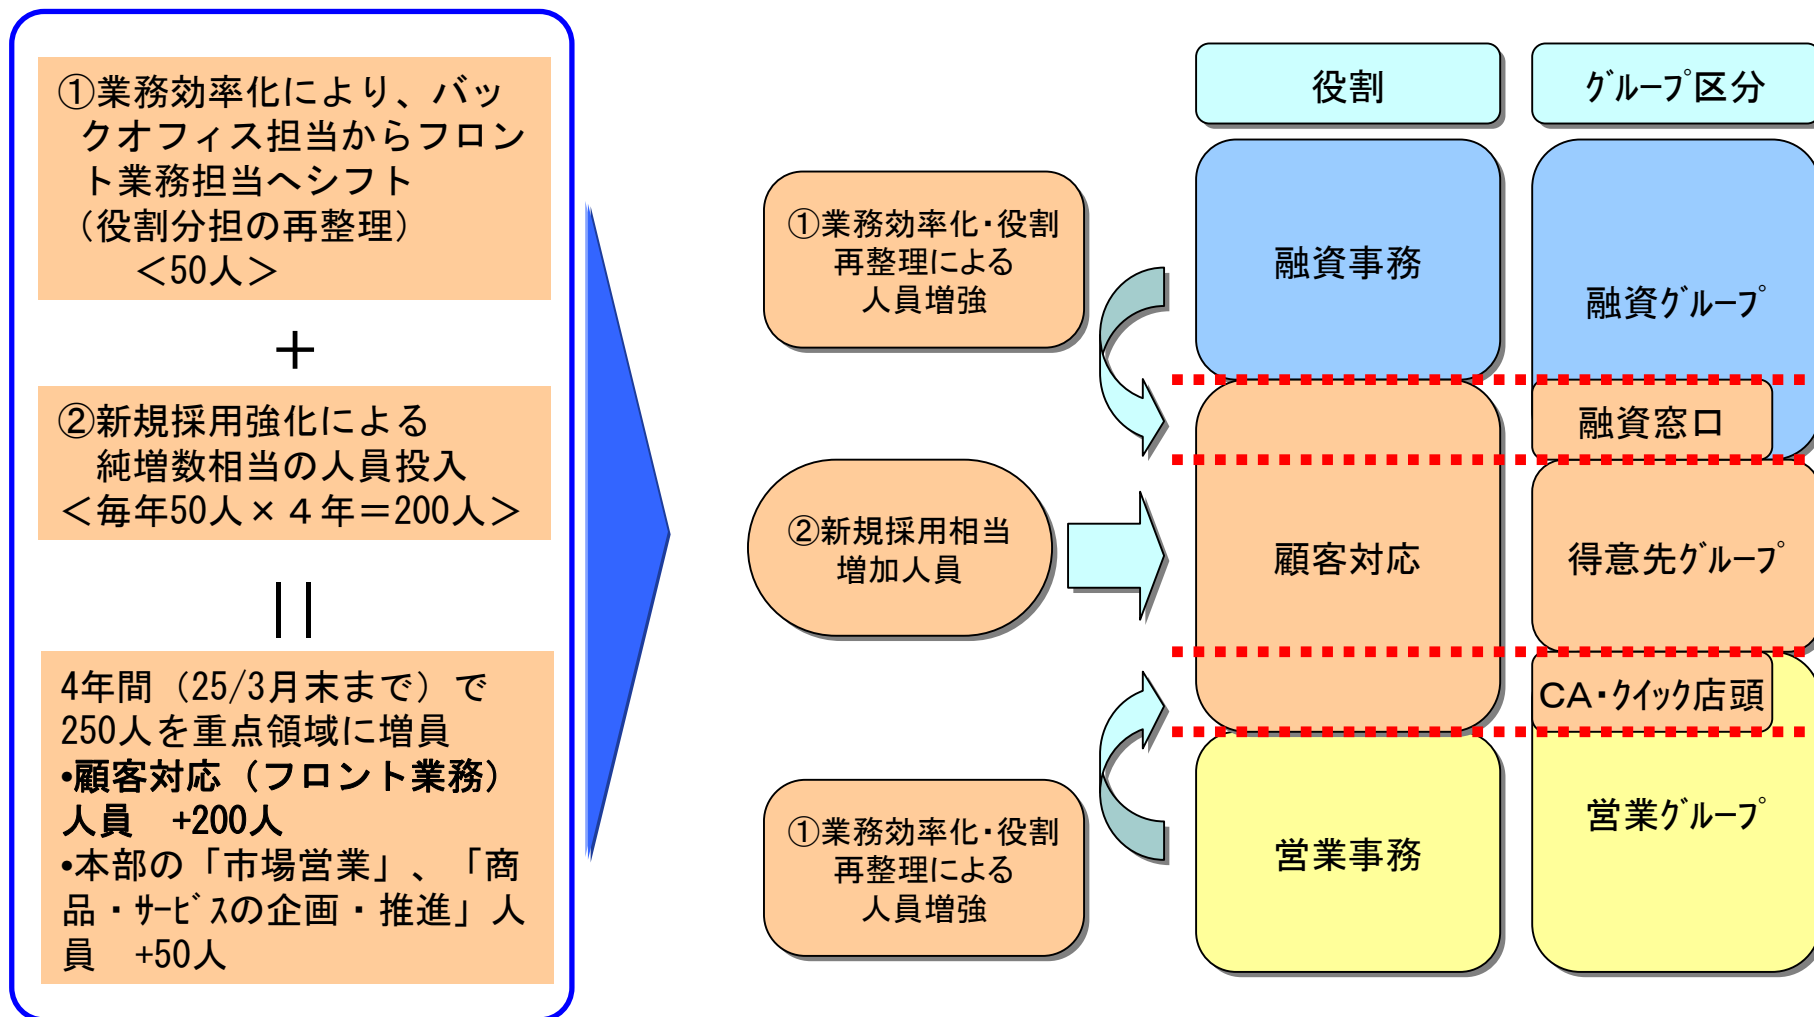 ①業務効率化により、バッ
クオフィス担当からフロン
ト業務担当へシフト
（役割分担の再整理）
＜50人＞
＋
②新規採用強化による
純増数相当の人員投入
＜毎年50人×４年＝200人＞
||
4年間（25/3月末まで）で
250人を重点領域に増員
•顧客対応（フロント業務）
人員　+200人
•本部の「市場営業」、「商
品・ｻｰﾋﾞｽの企画・推進」人
員　+50人
①業務効率化・役割
再整理による
人員増強
②新規採用相当
増加人員
①業務効率化・役割
再整理による
人員増強
役割
融資事務
顧客対応
営業事務
ｸﾞﾙｰﾌﾟ区分
融資ｸﾞﾙｰﾌﾟ
融資窓口
得意先ｸﾞﾙｰﾌﾟ
ＣＡ・ｸｲｯｸ店頭
営業ｸﾞﾙｰﾌﾟ